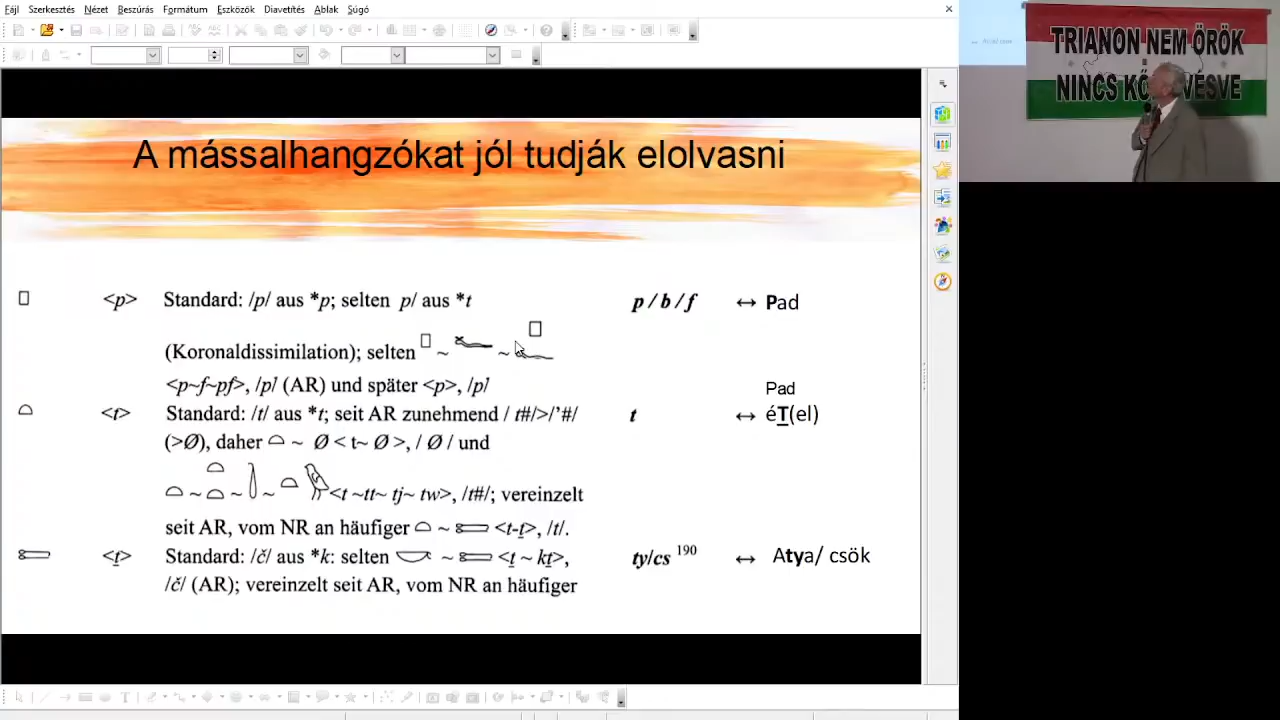 Fájl Szerkesztés Nézet Beszúrás Formátum Eszközök Diavetítés Ablak Súgó
TRIANON NEM ÖRÖK
NINCS KŐ VÉSVE
A mássalhangzókat jól tudják elolvasni
<p> Standard: /p/ aus *p; selten p/ aus *t p / b / f ↔ Pad
(Koronaldissimilation); selten ~ ~
<p~f~pf>, /p/ (AR) und später <p>, /p/
Pad
<t> Standard: /t/ aus *t; seit AR zunehmend / t#/>/’#/ t ↔ éT(el)
(>Ø), daher ~ Ø < t~ Ø >, / Ø / und
~ ~ ~ <t ~tt~ tj~ tw>, /t#/; vereinzelt
seit AR, vom NR an häufiger ~ <t-ṯ>, /t/.
<ṯ> Standard: /č/ aus *k: selten ~ <ṯ ~ kṯ>, ty/cs 190 ↔ Atya/ csök
/č/ (AR); vereinzelt seit AR, vom NR an häufiger